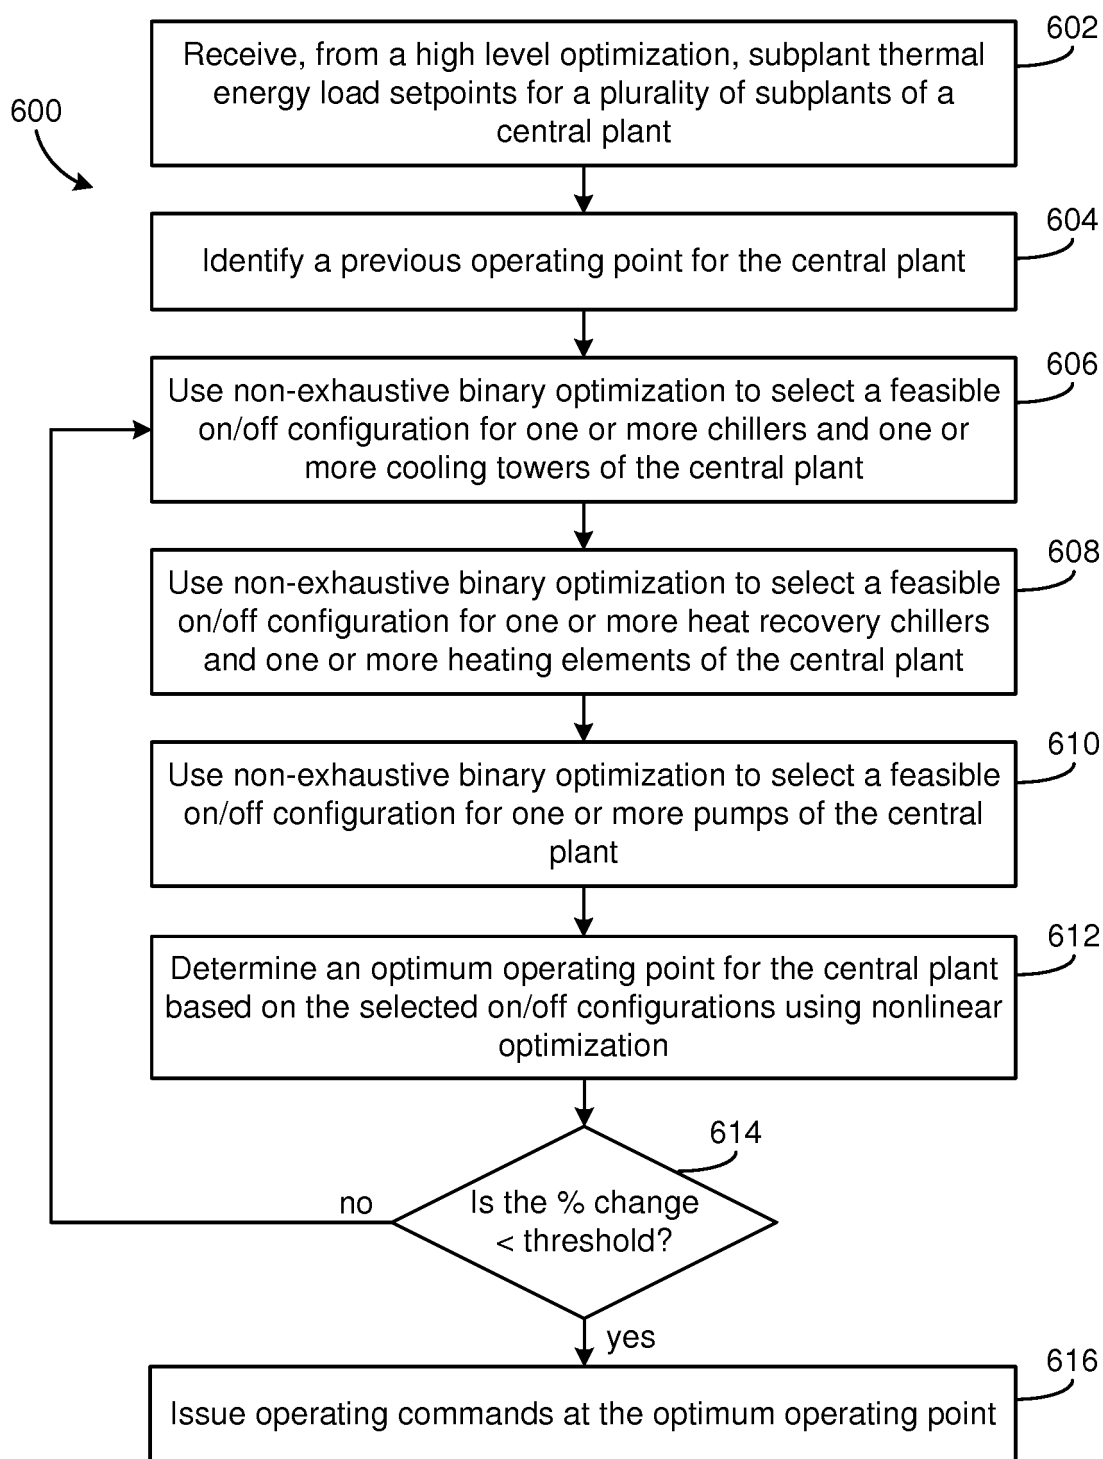 602
Receive, from a high level optimization, subplant thermal
energy load setpoints for a plurality of subplants of a
central plant
600
604
Identify a previous operating point for the central plant
606
Use non-exhaustive binary optimization to select a feasible
on/off configuration for one or more chillers and one or
more cooling towers of the central plant
608
Use non-exhaustive binary optimization to select a feasible
on/off configuration for one or more heat recovery chillers
and one or more heating elements of the central plant
610
Use non-exhaustive binary optimization to select a feasible
on/off configuration for one or more pumps of the central
plant
612
Determine an optimum operating point for the central plant
based on the selected on/off configurations using nonlinear
optimization
614
Is the % change
< threshold?
no
yes
616
Issue operating commands at the optimum operating point